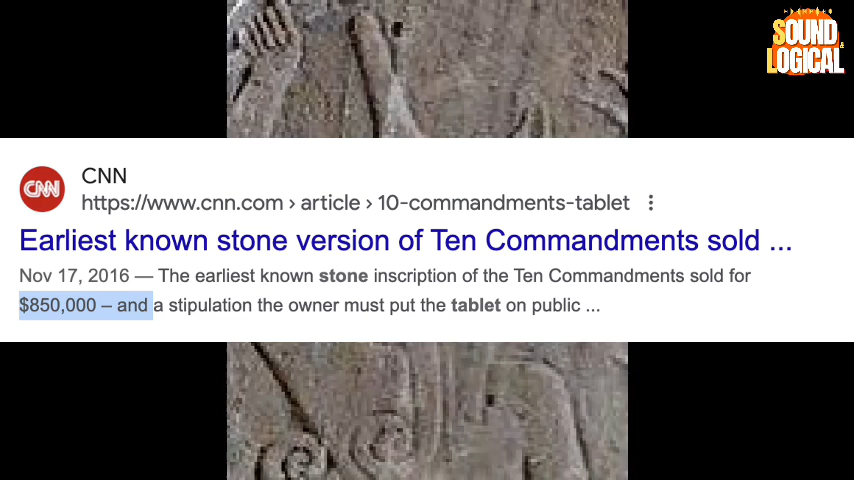 SOUND &
LOGICAL
CNN
CNN
https://www.cnn.com › article › 10-commandments-tablet
Earliest known stone version of Ten Commandments sold ...
Nov 17, 2016 — The earliest known stone inscription of the Ten Commandments sold for
$850,000 – and a stipulation the owner must put the tablet on public ...